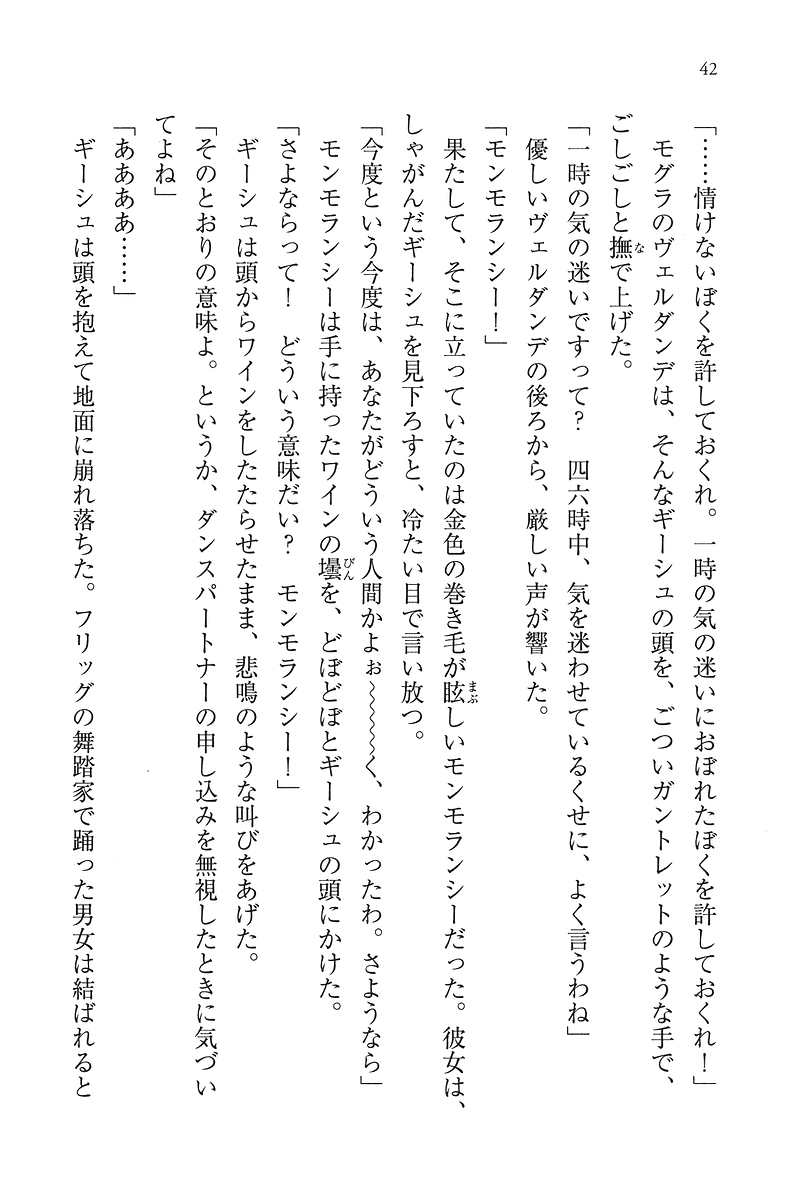 42
「……情けないぼくを許しておくれ。一時の気の迷いにおぼれたぼくを許しておくれ！」
モグラのヴェルダンデは、そんなギーシュの頭を、ごついガントレットのような手で、
ごしごしと撫で上げた。
「一時の気の迷いですって？　四六時中、気を迷わせているくせに、よく言うわね」
優しいヴェルダンデの後ろから、厳しい声が響いた。
「モンモランシー！」
果たして、そこに立っていたのは金色の巻き毛が眩しいモンモランシーだった。彼女は、
しゃがんだギーシュを見下ろすと、冷たい目で言い放つ。
「今度という今度は、あなたがどういう人間かよぉ～～～～～く、わかったわ。さようなら」
モンモランシーは手に持ったワインの壜を、どぼどぼとギーシュの頭にかけた。
「さよならって！　どういう意味だい？　モンモランシー！」
ギーシュは頭からワインをしたたらせたまま、悲鳴のような叫びをあげた。
「そのとおりの意味よ。というか、ダンスパートナーの申し込みを無視したときに気づい
てよね」
「ああああ……」
ギーシュは頭を抱えて地面に崩れ落ちた。フリッグの舞踏家で踊った男女は結ばれると